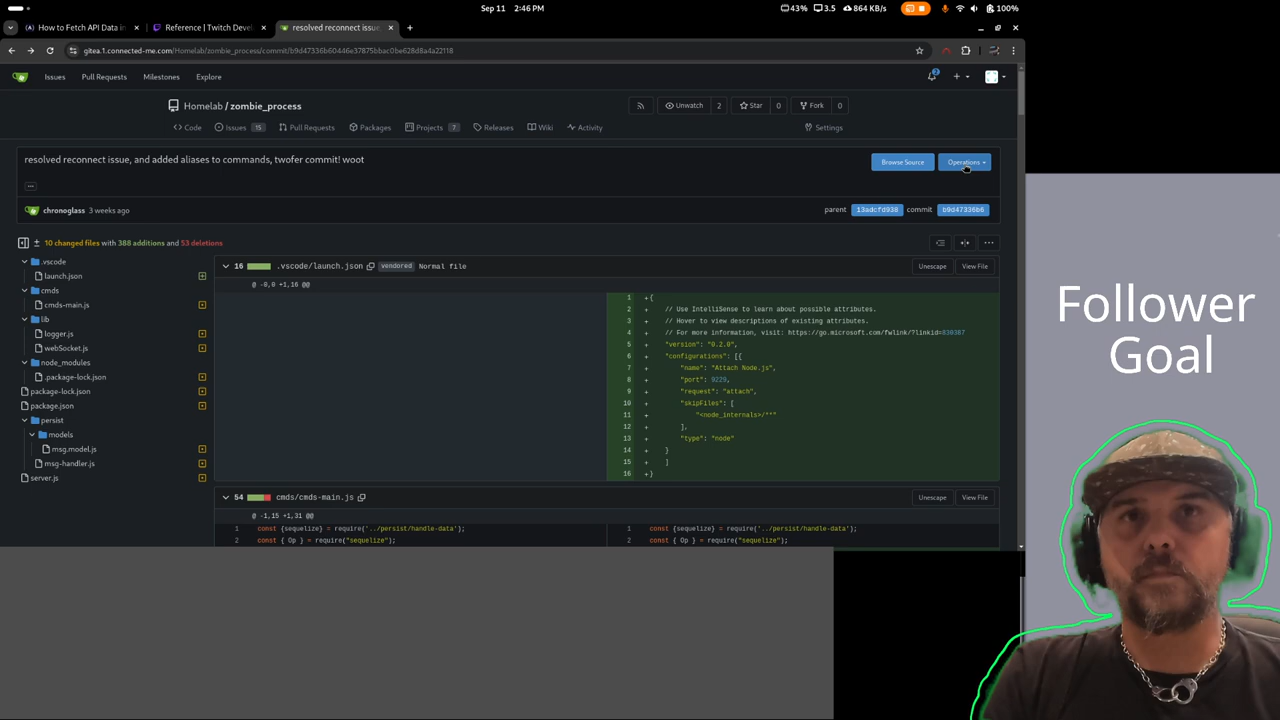 Sep 11 2:46 PM
43% 3.5 864 KB/s 100%
How to Fetch API Data in
Reference | Twitch Devel
resolved reconnect issue
gitea.1.connected-me.com/Homelab/zombie_process/commit/b9d47336b60446e37875bbac0be628d8a4a22118
Issues Pull Requests Milestones Explore
Homelab / zombie_process
Unwatch 2 Star 0 Fork 0
Code Issues 15 Pull Requests Packages Projects 7 Releases Wiki Activity Settings
resolved reconnect issue, and added aliases to commands, twofer commit! woot
Browse Source Operations
...
chronoglass 3 weeks ago
parent 13adcfd938 commit b9d47336b6
10 changed files with 388 additions and 53 deletions
.vscode
launch.json
cmds
cmds-main.js
lib
logger.js
webSocket.js
node_modules
.package-lock.json
package-lock.json
package.json
persist
models
msg.model.js
msg-handler.js
server.js
16 .vscode/launch.json vendored Normal file Unescape View File
@ -0,0 +1,16 @@
1 +{
2 + // Use IntelliSense to learn about possible attributes.
3 + // Hover to view descriptions of existing attributes.
4 + // For more information, visit: https://go.microsoft.com/fwlink/?linkid=830387
5 + "version": "0.2.0",
6 + "configurations": [{
7 + "name": "Attach Node.js",
8 + "port": 9229,
9 + "request": "attach",
10 + "skipFiles": [
11 + "<node_internals>/**"
12 + ],
13 + "type": "node"
14 + }
15 + ]
16 +}
54 cmds/cmds-main.js Unescape View File
@ -1,15 +1,31 @@
1 const {sequelize} = require('../persist/handle-data'); 1 const {sequelize} = require('../persist/handle-data');
2 const { Op } = require("sequelize"); 2 const { Op } = require("sequelize");
Follower
Goal